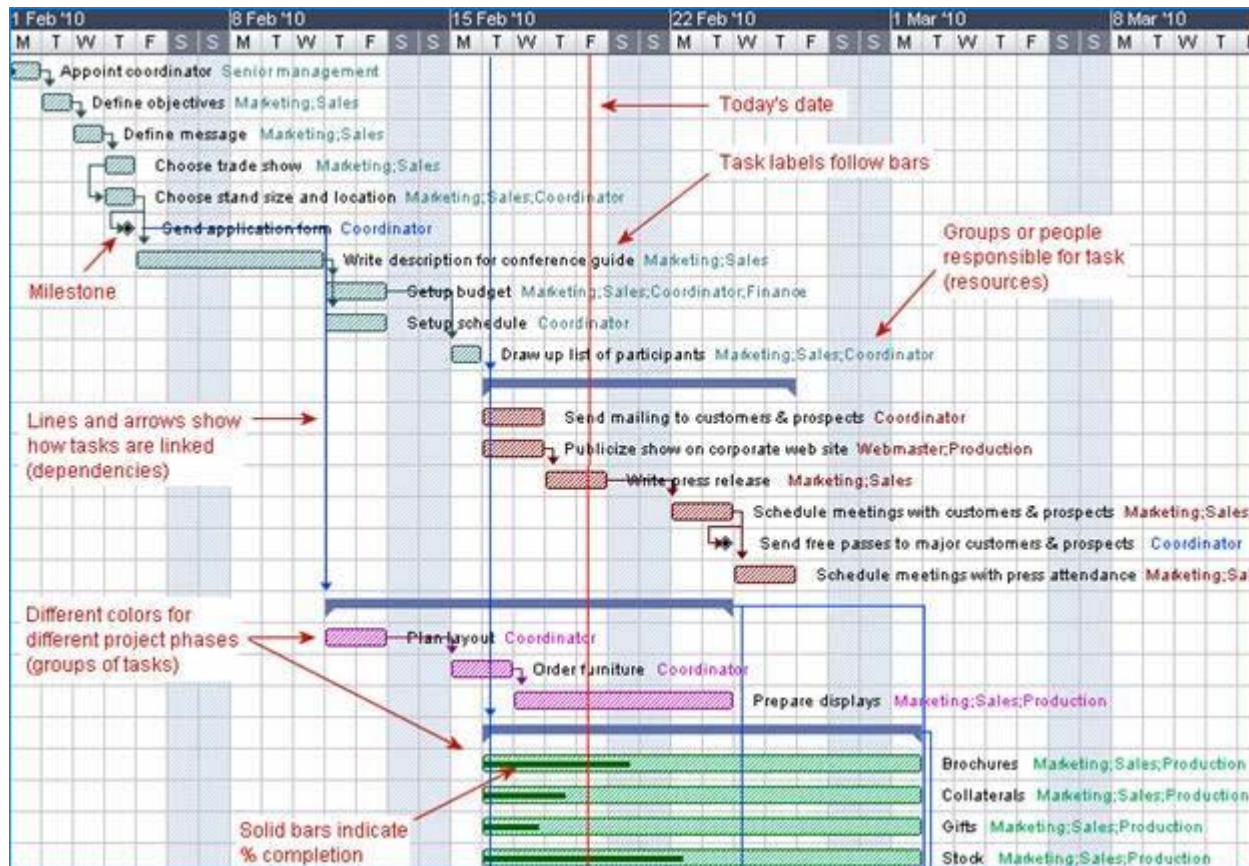 1 Feb '10 8 Feb '10 15 Feb '10 22 Feb '10 1 Mar '10 8 Mar '10
M T W T F S S M T W T F S S M T W T F S S M T W T F S S M T W T F S S M T W T
Appoint coordinator Senior management
Define objectives Marketing;Sales
Today's date
Define message Marketing;Sales
Choose trade show Marketing;Sales
Task labels follow bars
Choose stand size and location Marketing;Sales;Coordinator
Send application form Coordinator
Groups or people
responsible for task
(resources)
Write description for conference guide Marketing;Sales
Milestone
Setup budget Marketing;Sales;Coordinator;Finance
Setup schedule Coordinator
Draw up list of participants Marketing;Sales;Coordinator
Lines and arrows show
how tasks are linked
(dependencies)
Send mailing to customers & prospects Coordinator
Publicize show on corporate web site Webmaster;Production
Write press release Marketing;Sales
Schedule meetings with customers & prospects Marketing;Sales
Send free passes to major customers & prospects Coordinator
Schedule meetings with press attendance Marketing;Sa
Different colors for
different project phases
(groups of tasks)
Plan layout Coordinator
Order furniture Coordinator
Prepare displays Marketing;Sales;Production
Brochures Marketing;Sales;Production
Collaterals Marketing;Sales;Production
Gifts Marketing;Sales;Production
Solid bars indicate
% completion
Stock Marketing;Sales;Production